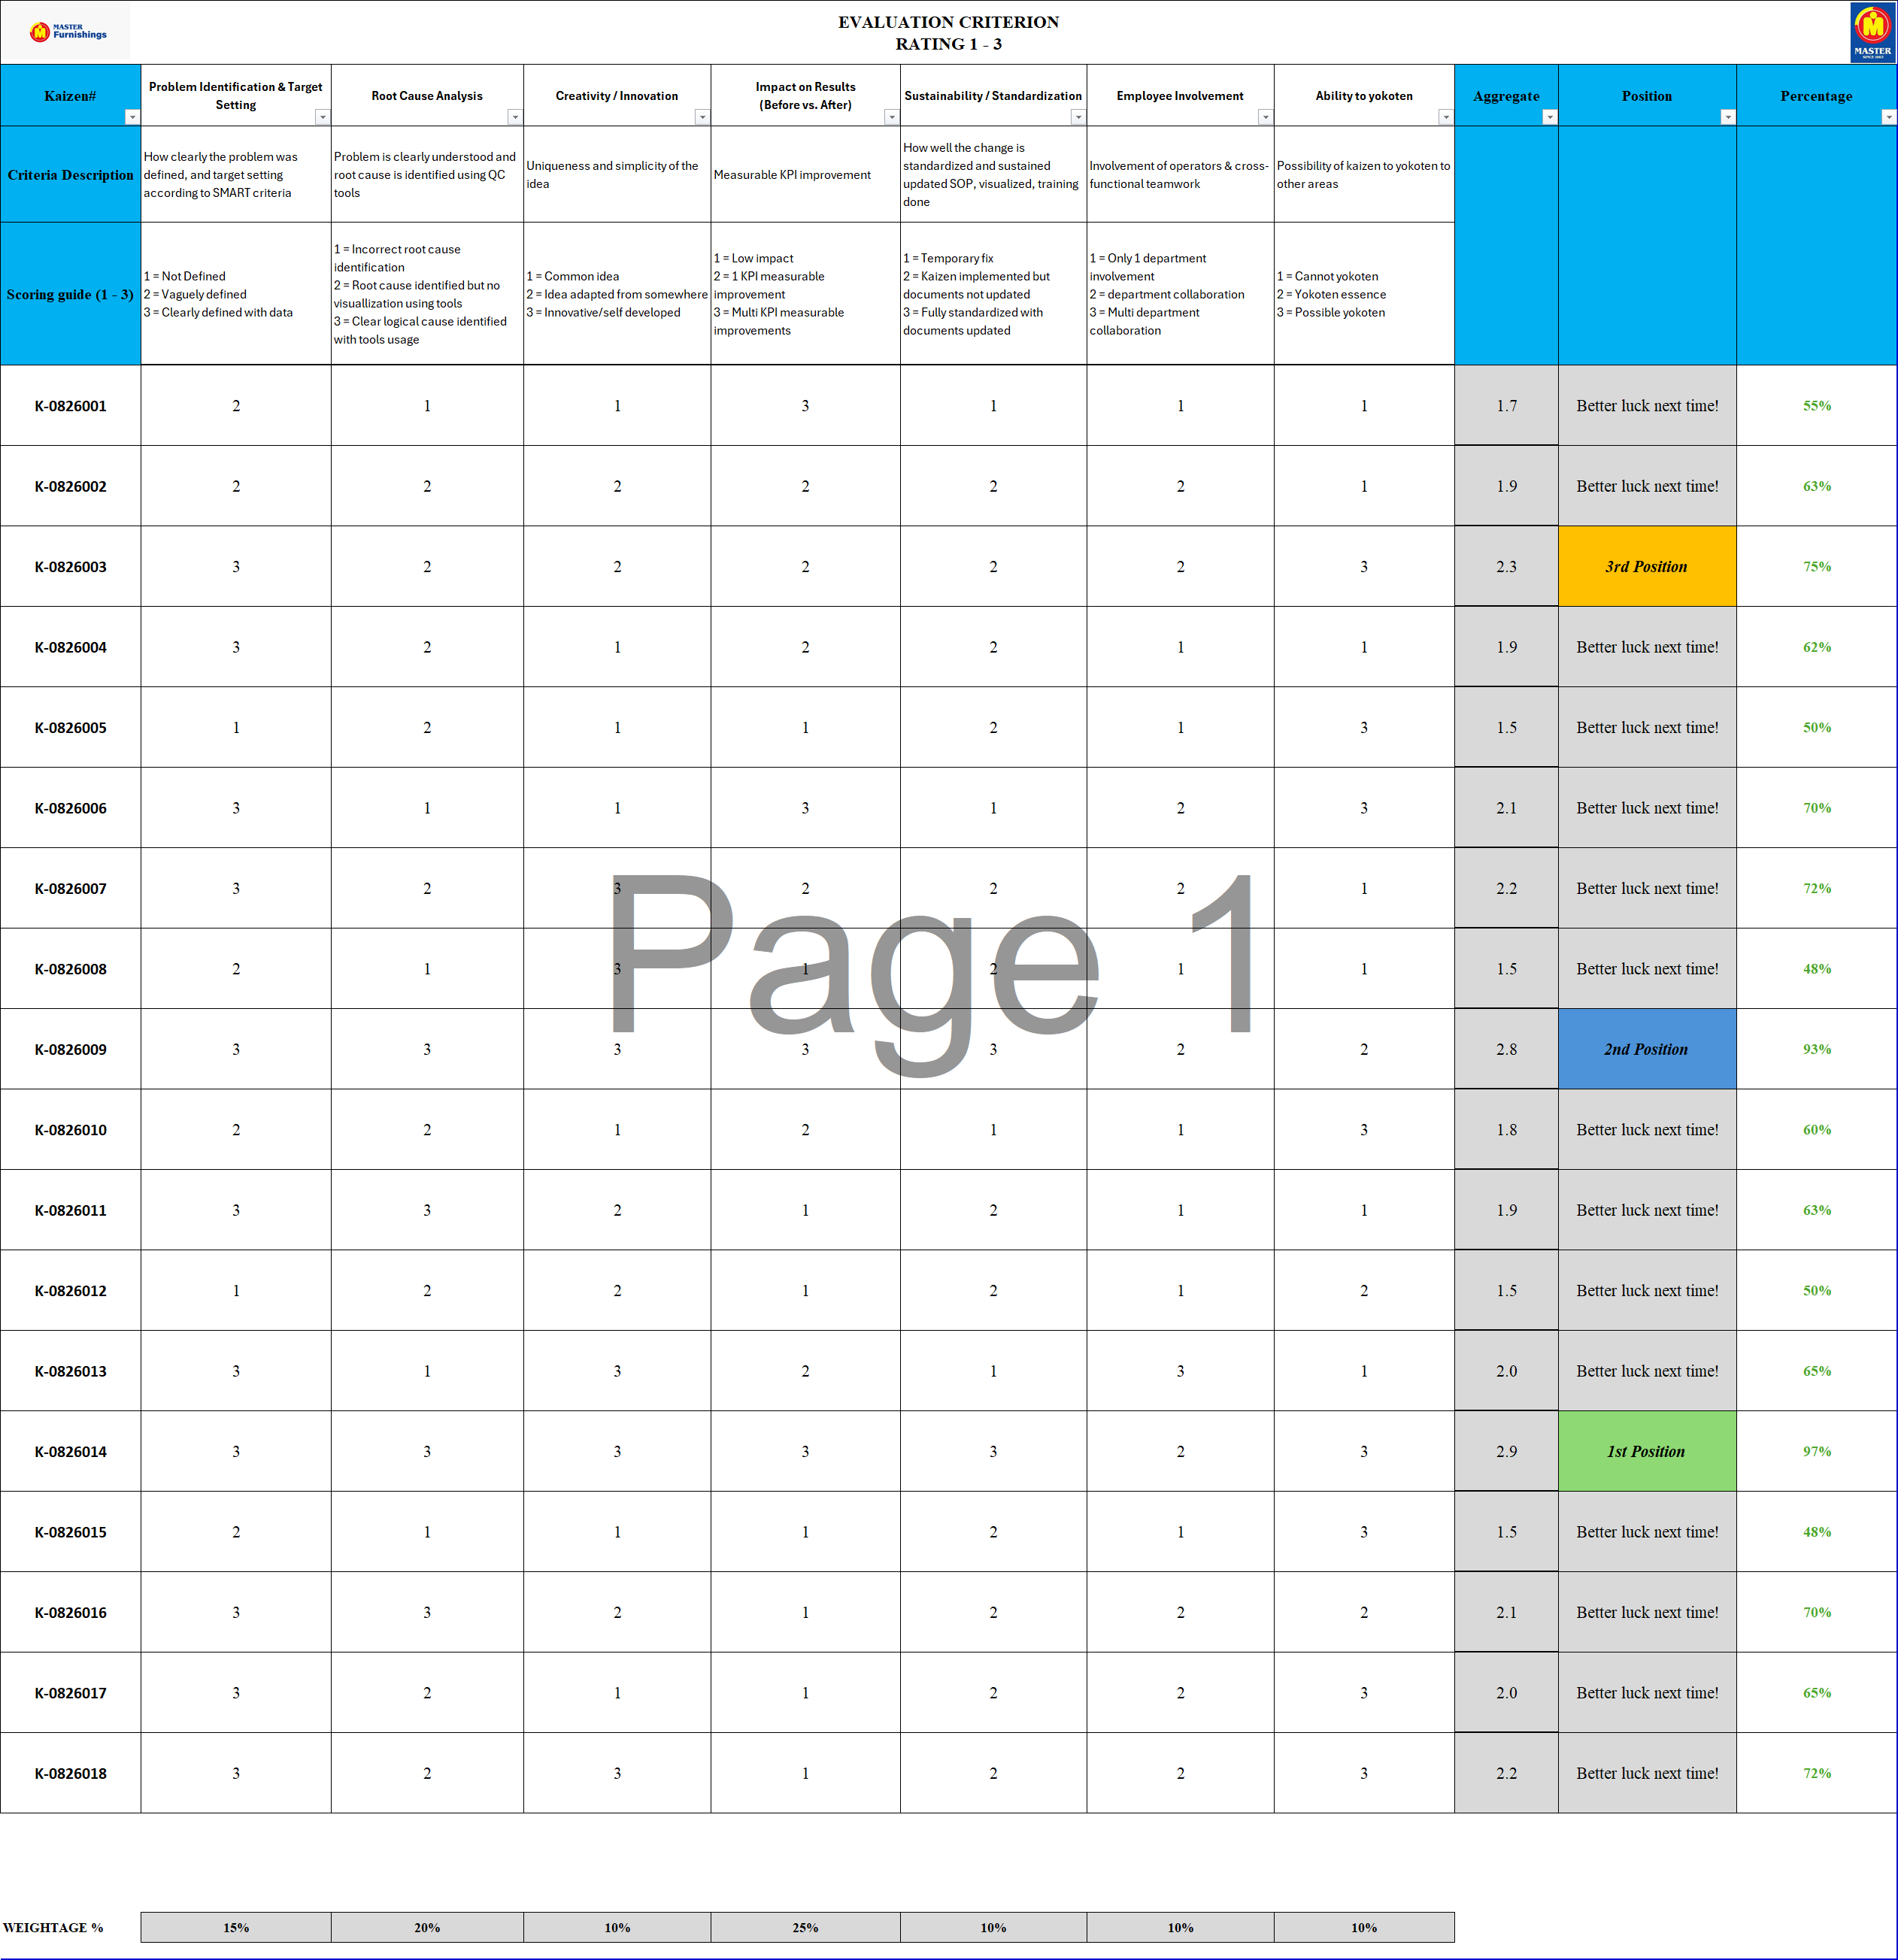 MASTER
Furnishings
EVALUATION CRITERION
RATING 1 - 3
MASTER
SINCE 1963
Kaizen# Problem Identification & Target Setting Root Cause Analysis Creativity / Innovation Impact on Results (Before vs. After) Sustainability / Standardization Employee Involvement Ability to yokoten Aggregate Position Percentage
Criteria Description
How clearly the problem was
defined, and target setting
according to SMART criteria
Problem is clearly understood and
root cause is identified using QC
tools
Uniqueness and simplicity of the
idea
Measurable KPI improvement
How well the change is
standardized and sustained
updated SOP, visualized, training
done
Involvement of operators & cross-
functional teamwork
Possibility of kaizen to yokoten to
other areas
Scoring guide (1 - 3)
1 = Not Defined
2 = Vaguely defined
3 = Clearly defined with data
1 = Incorrect root cause
identification
2 = Root cause identified but no
visuallization using tools
3 = Clear logical cause identified
with tools usage
1 = Common idea
2 = Idea adapted from somewhere
3 = Innovative/self developed
1 = Low impact
2 = 1 KPI measurable
improvement
3 = Multi KPI measurable
improvements
1 = Temporary fix
2 = Kaizen implemented but
documents not updated
3 = Fully standardized with
documents updated
1 = Only 1 department
involvement
2 = department collaboration
3 = Multi department
collaboration
1 = Cannot yokoten
2 = Yokoten essence
3 = Possible yokoten
K-0826001 2 1 1 3 1 1 1 1.7 Better luck next time! 55%
K-0826002 2 2 2 2 2 2 1 1.9 Better luck next time! 63%
K-0826003 3 2 2 2 2 2 3 2.3 3rd Position 75%
K-0826004 3 2 1 2 2 1 1 1.9 Better luck next time! 62%
K-0826005 1 2 1 1 2 1 3 1.5 Better luck next time! 50%
K-0826006 3 1 1 3 1 2 3 2.1 Better luck next time! 70%
K-0826007 3 2 3 2 2 2 1 2.2 Better luck next time! 72%
Page 1
K-0826008 2 1 3 1 2 1 1 1.5 Better luck next time! 48%
K-0826009 3 3 3 3 3 2 2 2.8 2nd Position 93%
K-0826010 2 2 1 2 1 1 3 1.8 Better luck next time! 60%
K-0826011 3 3 2 1 2 1 1 1.9 Better luck next time! 63%
K-0826012 1 2 2 1 2 1 2 1.5 Better luck next time! 50%
K-0826013 3 1 3 2 1 3 1 2.0 Better luck next time! 65%
K-0826014 3 3 3 3 3 2 3 2.9 1st Position 97%
K-0826015 2 1 1 1 2 1 3 1.5 Better luck next time! 48%
K-0826016 3 3 2 1 2 2 2 2.1 Better luck next time! 70%
K-0826017 3 2 1 1 2 2 3 2.0 Better luck next time! 65%
K-0826018 3 2 3 1 2 2 3 2.2 Better luck next time! 72%
WEIGHTAGE % 15% 20% 10% 25% 10% 10% 10%